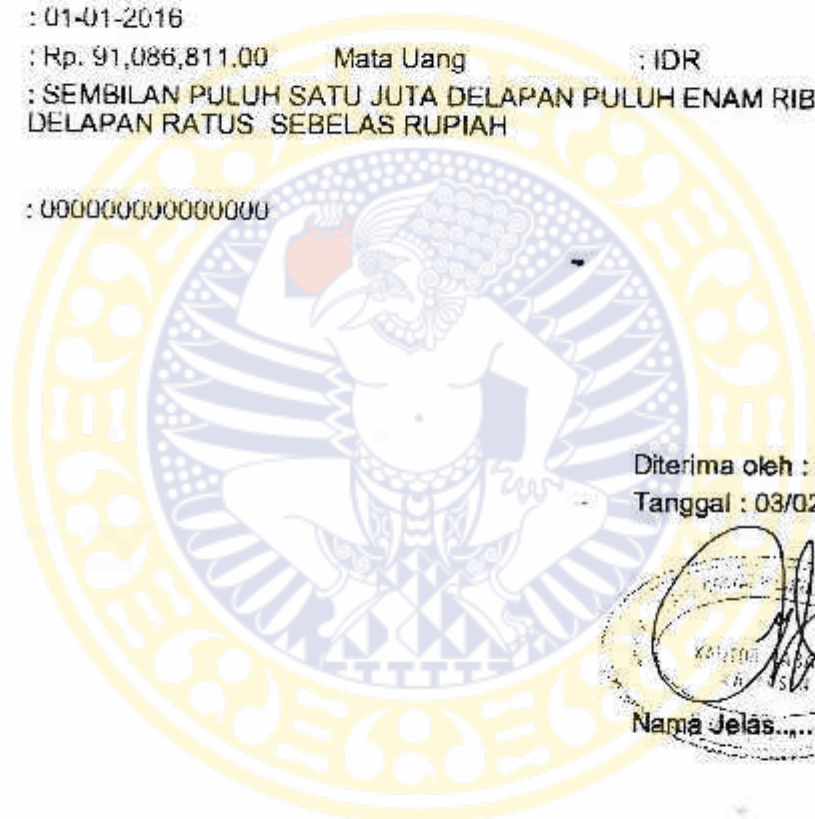 : 01-01-2016
: Rp. 91,086,811.00 Mata Uang : IDR
: SEMBILAN PULUH SATU JUTA DELAPAN PULUH ENAM RIB
DELAPAN RATUS SEBELAS RUPIAH
: 000000000000000
Diterima oleh :
Tanggal : 03/02
Nama Jelas......